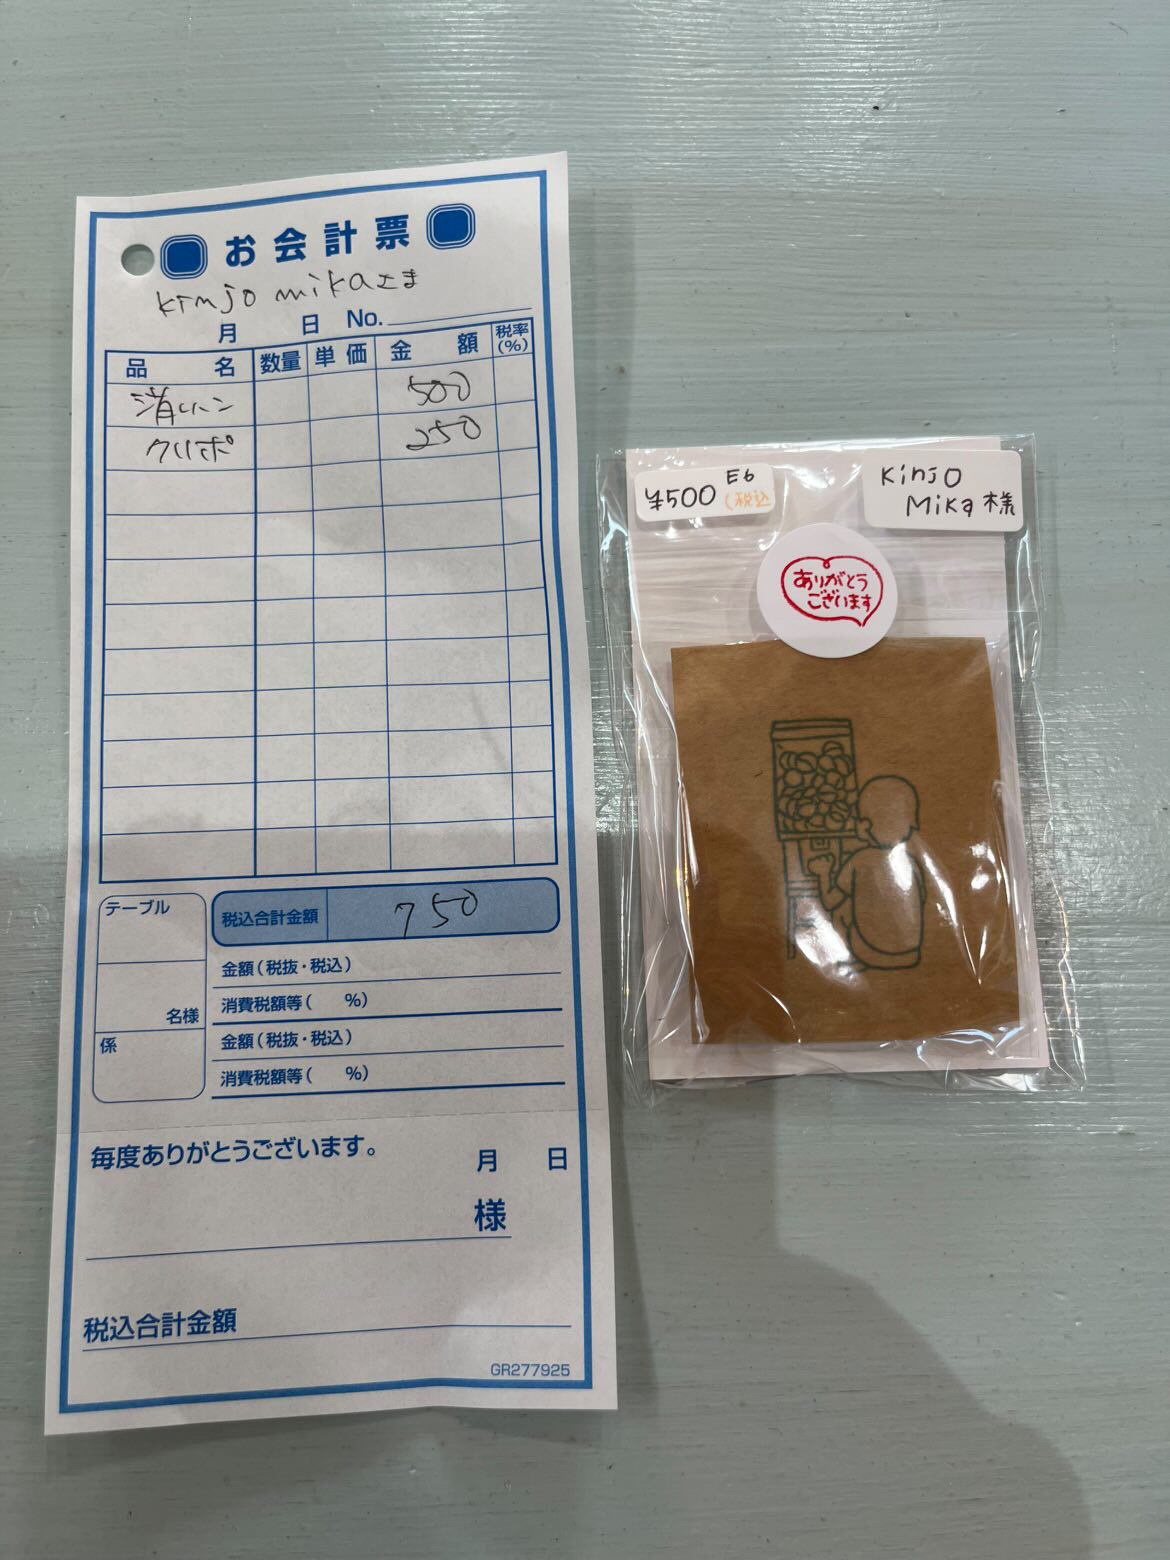 お会計票
kinjo mikaさま
月 日 No.
品名 数量 単価 金額 税率(%)
消しハン 500
クリポ 250
テーブル
名様
係
税込合計金額 750
金額(税抜・税込)
消費税額等( %)
金額(税抜・税込)
消費税額等( %)
毎度ありがとうございます。
月 日
様
税込合計金額
GR277925
¥500 E6
(税込
kinjo
Mika様
ありがとう
ございます